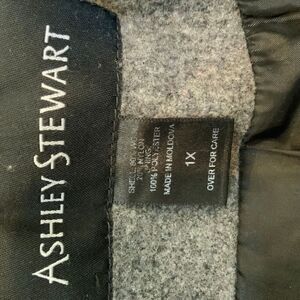 ASHLEY STEWART
100% POLYESTER
MADE IN MOLDOVA
1X
OVER FOR CARE